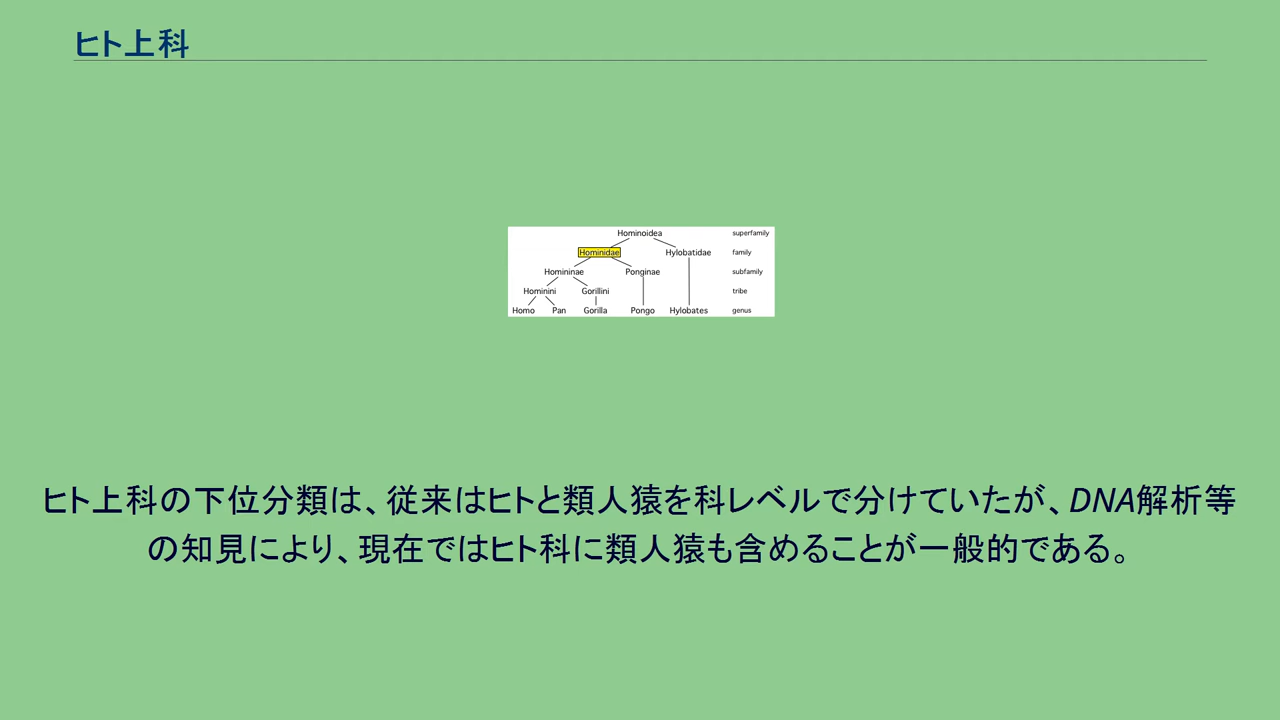 ヒト上科
Hominoidea superfamily
Hominidae Hylobatidae family
Homininae Ponginae subfamily
Hominini Gorillini tribe
Homo Pan Gorilla Pongo Hylobates genus
ヒト上科の下位分類は、従来はヒトと類人猿を科レベルで分けていたが、DNA解析等
の知見により、現在ではヒト科に類人猿も含めることが一般的である。